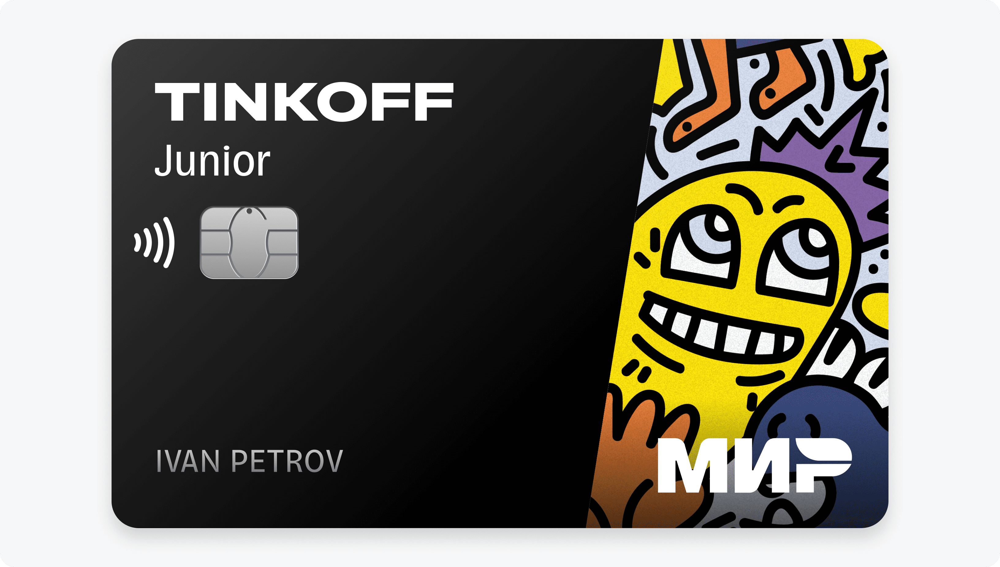 TINKOFF
Junior
IVAN PETROV
МИР